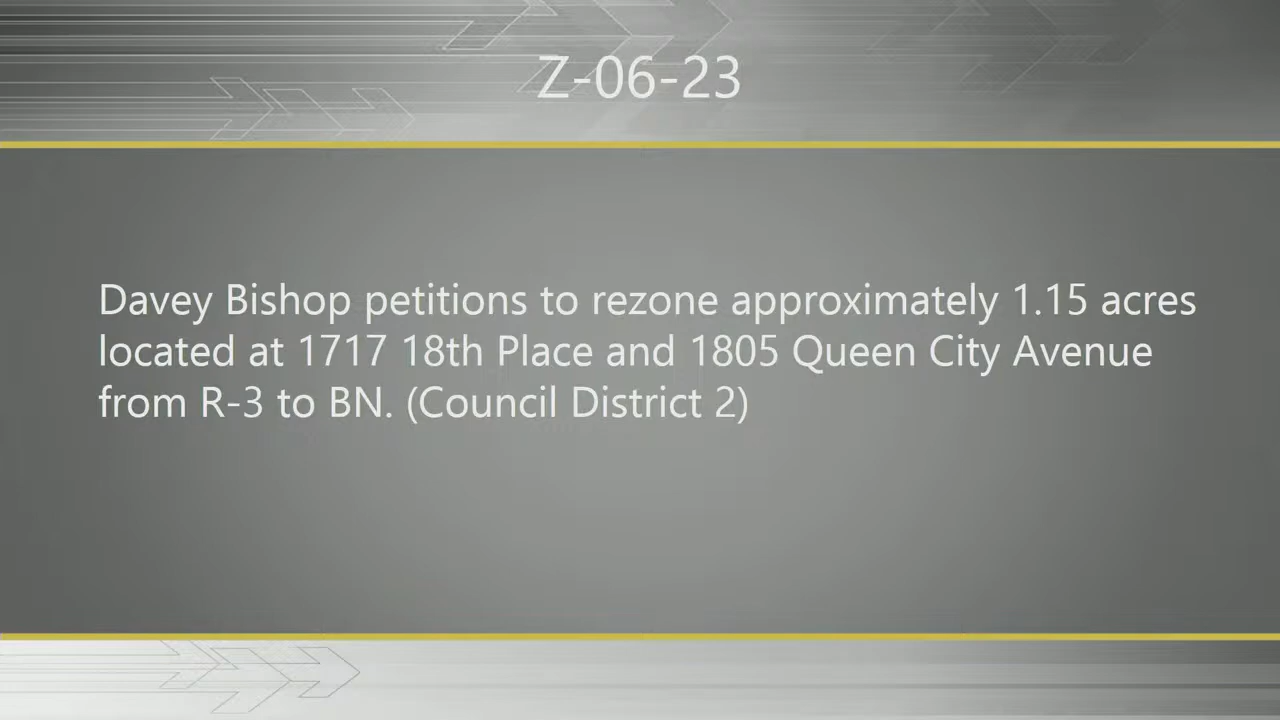 Z-06-23
Davey Bishop petitions to rezone approximately 1.15 acres
located at 1717 18th Place and 1805 Queen City Avenue
from R-3 to BN. (Council District 2)